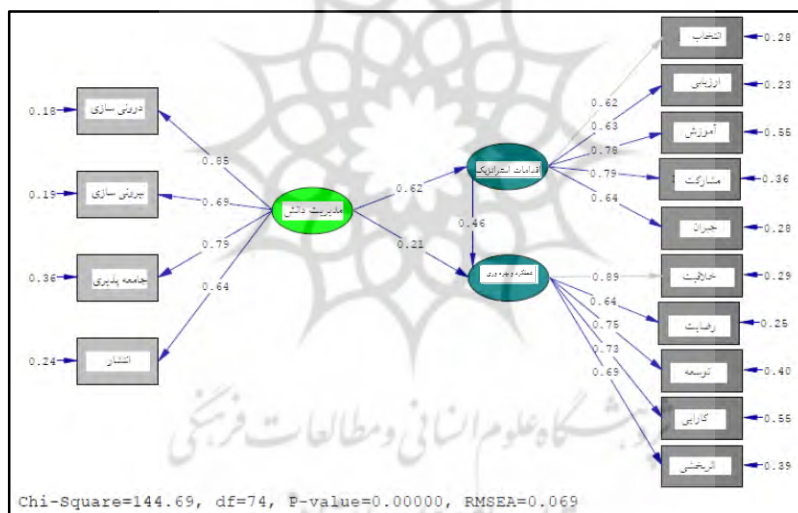 انتخاب
0.28
ارزیابی
0.23
آموزش
0.55
مشارکت
0.36
جبران
0.28
خلاقیت
0.29
رضایت
0.25
توسعه
0.40
کارایی
0.55
اثربخشی
0.39
0.62
0.63
0.78
0.79
0.64
0.89
0.64
0.75
0.73
0.69
اقدامات استراتژیک
عملکرد و بهره وری
0.62
0.46
0.21
مدیریت دانش
0.85
0.69
0.79
0.64
درونی سازی
0.18
بیرونی سازی
0.19
جامعه پذیری
0.36
انتشار
0.24
پژوهشگاه علوم انسانی و مطالعات فرهنگی
Chi-Square=144.69, df=74, P-value=0.00000, RMSEA=0.069